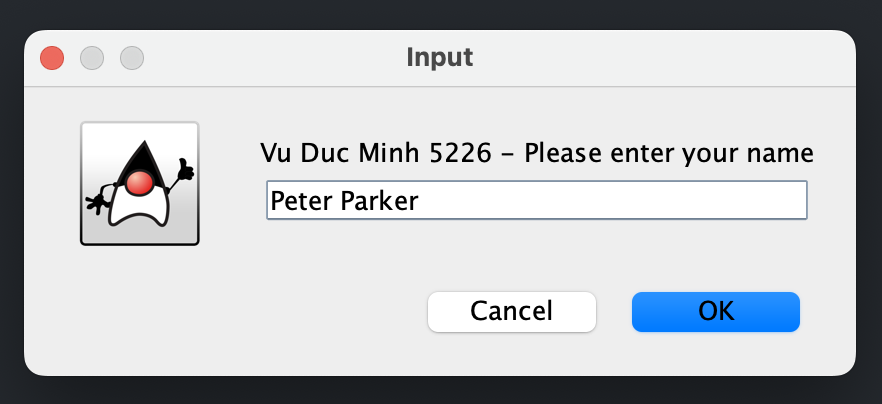 Input
Vu Duc Minh 5226 – Please enter your name
Peter Parker
Cancel
OK